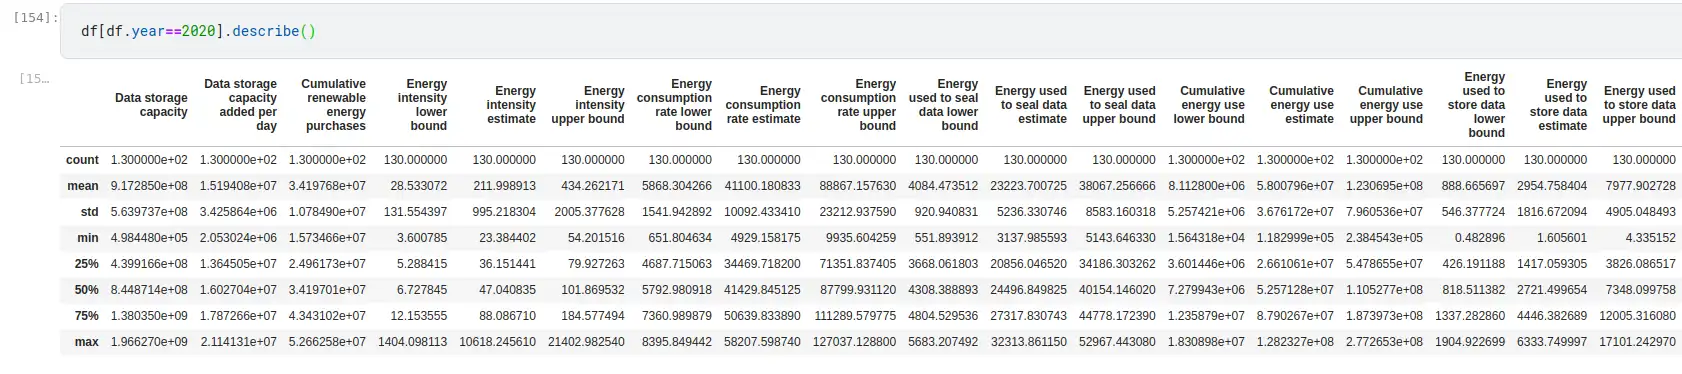 [154]:
df[df.year==2020].describe()
[15…
Data storage capacity Data storage capacity added per day Cumulative renewable energy purchases Energy intensity lower bound Energy intensity estimate Energy intensity upper bound Energy consumption rate lower bound Energy consumption rate estimate Energy consumption rate upper bound Energy used to seal data lower bound Energy used to seal data estimate Energy used to seal data upper bound Cumulative energy use lower bound Cumulative energy use estimate Cumulative energy use upper bound Energy used to store data lower bound Energy used to store data estimate Energy used to store data upper bound
count 1.300000e+02 1.300000e+02 1.300000e+02 130.000000 130.000000 130.000000 130.000000 130.000000 130.000000 130.000000 130.000000 130.000000 1.300000e+02 1.300000e+02 1.300000e+02 130.000000 130.000000 130.000000
mean 9.172850e+08 1.519408e+07 3.419768e+07 28.533072 211.998913 434.262171 5868.304266 41100.180833 88867.157630 4084.473512 23223.700725 38067.256666 8.112800e+06 5.800796e+07 1.230695e+08 888.665697 2954.758404 7977.902728
std 5.639737e+08 3.425864e+06 1.078490e+07 131.554397 995.218304 2005.377628 1541.942892 10092.433410 23212.937590 920.940831 5236.330746 8583.160318 5.257421e+06 3.676172e+07 7.960536e+07 546.377724 1816.672094 4905.048493
min 4.984480e+05 2.053024e+06 1.573466e+07 3.600785 23.384402 54.201516 651.804634 4929.158175 9935.604259 551.893912 3137.985593 5143.646330 1.564318e+04 1.182999e+05 2.384543e+05 0.482896 1.605601 4.335152
25% 4.399166e+08 1.364505e+07 2.496173e+07 5.288415 36.151441 79.927263 4687.715063 34469.718200 71351.837405 3668.061803 20856.046520 34186.303262 3.601446e+06 2.661061e+07 5.478655e+07 426.191188 1417.059305 3826.086517
50% 8.448714e+08 1.602704e+07 3.419701e+07 6.727845 47.040835 101.869532 5792.980918 41429.845125 87799.931120 4308.388893 24496.849825 40154.146020 7.279943e+06 5.257128e+07 1.105277e+08 818.511382 2721.499654 7348.099758
75% 1.380350e+09 1.787266e+07 4.343102e+07 12.153555 88.086710 184.577494 7360.989879 50639.833890 111289.579775 4804.529536 27317.830743 44778.172390 1.235879e+07 8.790267e+07 1.873973e+08 1337.282860 4446.382689 12005.316080
max 1.966270e+09 2.114131e+07 5.266258e+07 1404.098113 10618.245610 21402.982540 8395.849442 58207.598740 127037.128800 5683.207492 32313.861150 52967.443080 1.830898e+07 1.282327e+08 2.772653e+08 1904.922699 6333.749997 17101.242970